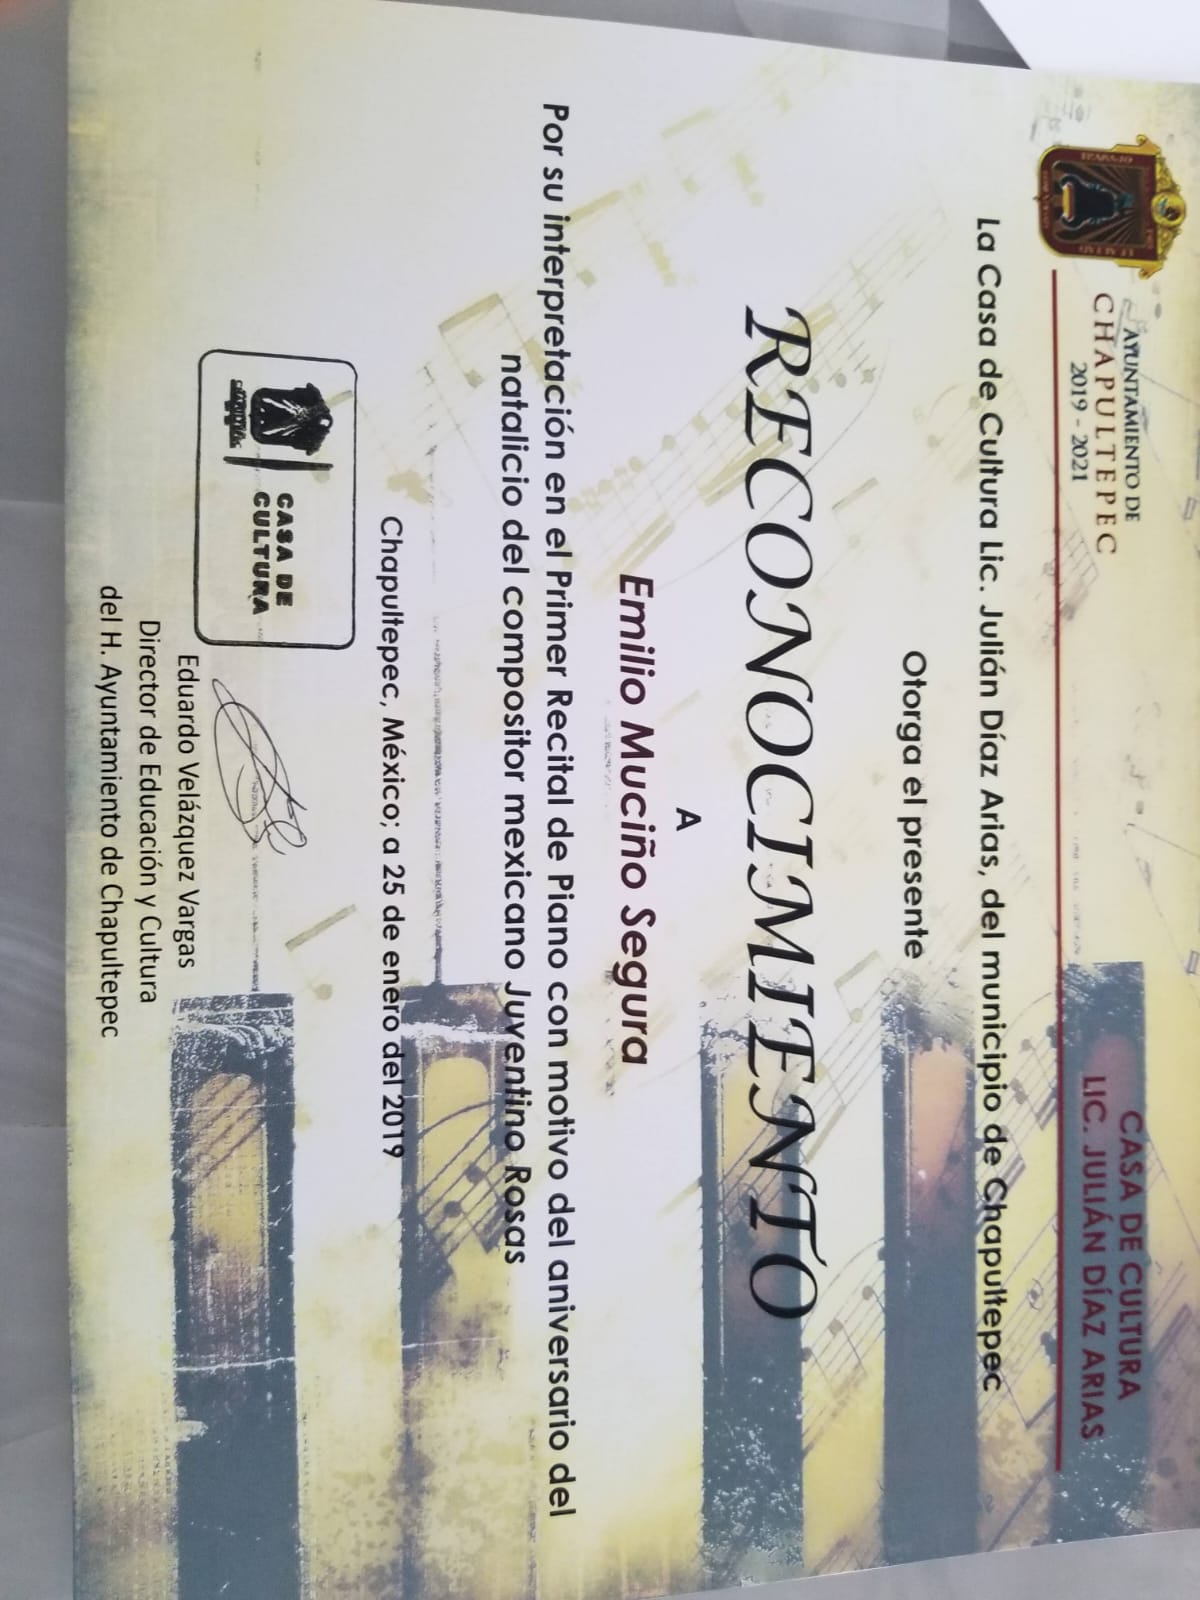 AYUNTAMIENTO DE
CHAPULTEPEC
2019 - 2021
CASA DE CULTURA
LIC. JULIÁN DÍAZ ARIAS
La Casa de Cultura Lic. Julián Díaz Arias, del municipio de Chapultepec
Otorga el presente
RECONOCIMIENTO
A
Emilio Muciño Segura
Por su interpretación en el Primer Recital de Piano con motivo del aniversario del
natalicio del compositor mexicano Juventino Rosas
Chapultepec, México; a 25 de enero del 2019
CASA DE
CULTURA
Eduardo Velázquez Vargas
Director de Educación y Cultura
del H. Ayuntamiento de Chapultepec